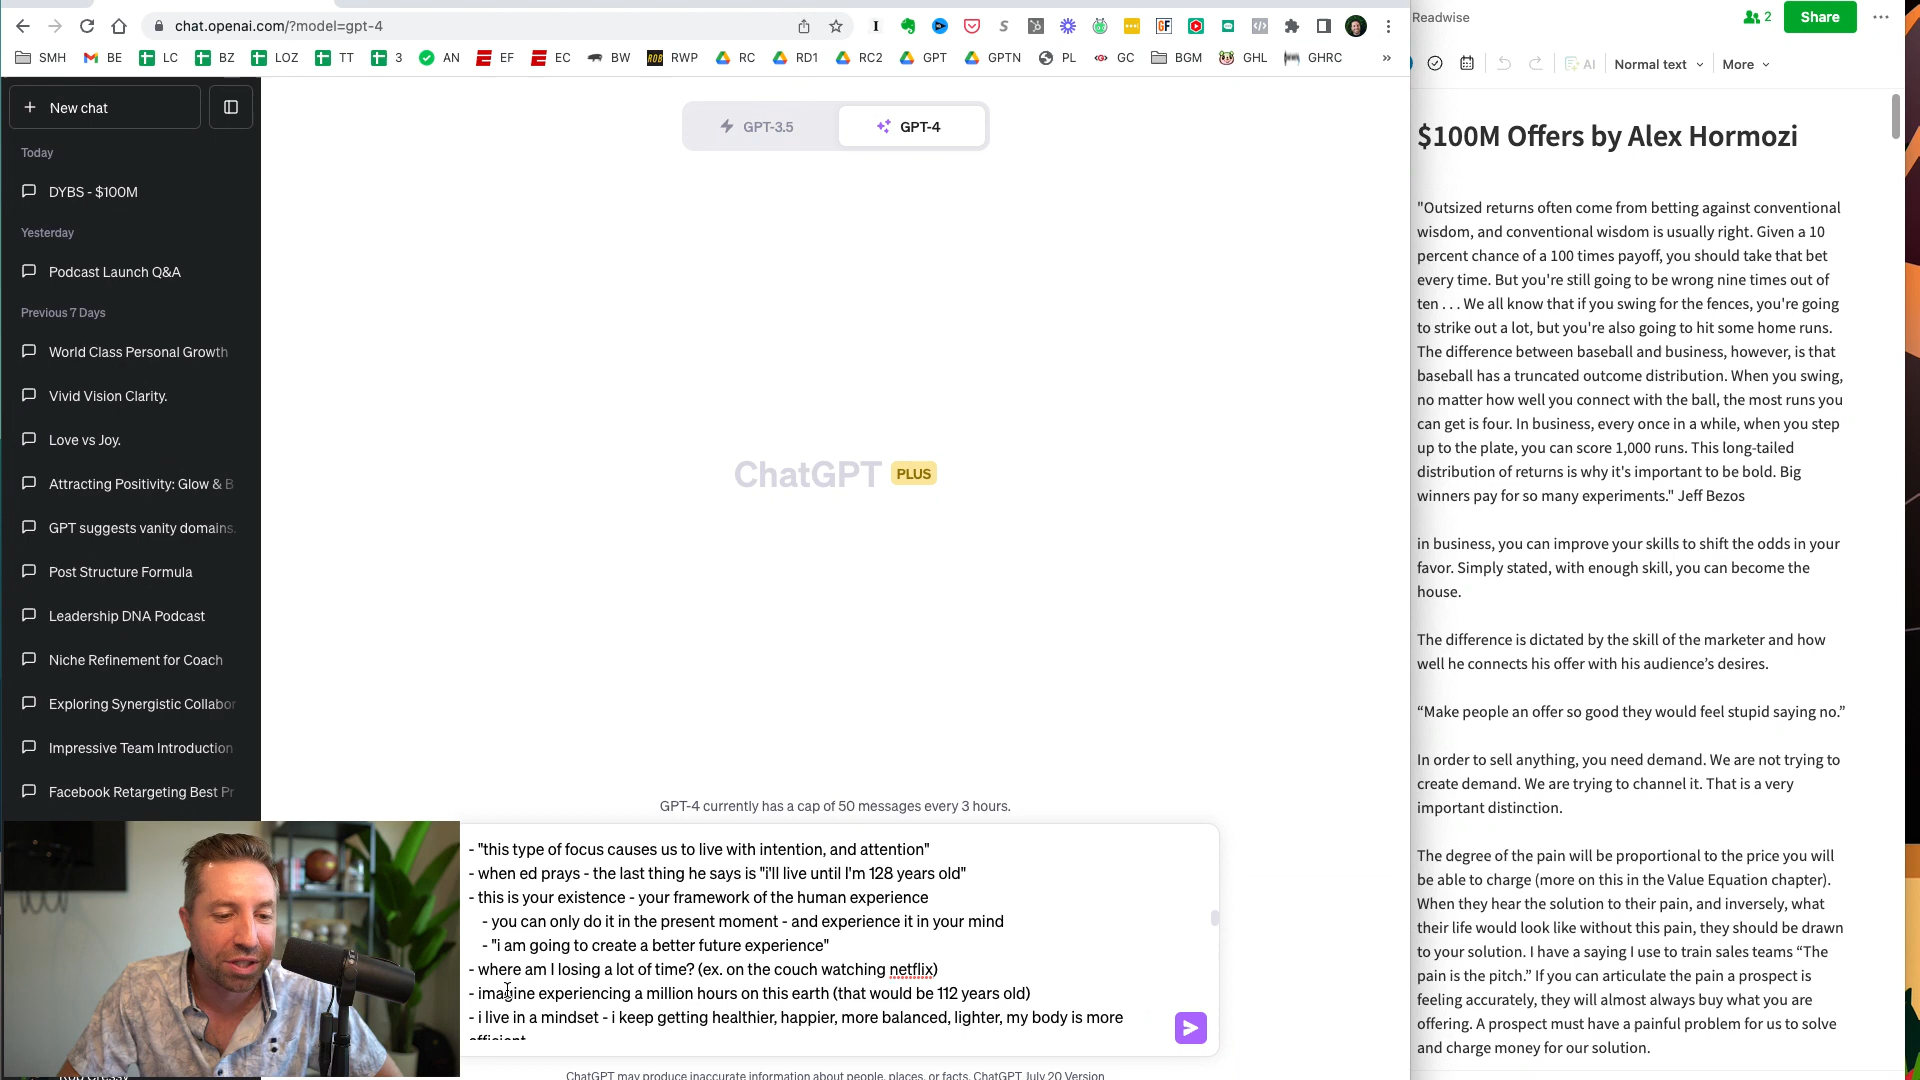 chat.openai.com/?model=gpt-4
SMH
BE
LC
BZ
LOZ
TT
3
AN
EF
EC
BW
RWP
RC
RD1
RC2
GPT
GPTN
PL
GC
BGM
GHL
GHRC
»
+ New chat
Today
DYBS - $100M
Yesterday
Podcast Launch Q&A
Previous 7 Days
World Class Personal Growth
Vivid Vision Clarity.
Love vs Joy.
Attracting Positivity: Glow & B
GPT suggests vanity domains.
Post Structure Formula
Leadership DNA Podcast
Niche Refinement for Coach
Exploring Synergistic Collabor
Impressive Team Introduction
Facebook Retargeting Best Pr
GPT-3.5
GPT-4
ChatGPT PLUS
GPT-4 currently has a cap of 50 messages every 3 hours.
- "this type of focus causes us to live with intention, and attention"
- when ed prays - the last thing he says is "i'll live until I'm 128 years old"
- this is your existence - your framework of the human experience
- you can only do it in the present moment - and experience it in your mind
- "i am going to create a better future experience"
- where am I losing a lot of time? (ex. on the couch watching netflix)
- imagine experiencing a million hours on this earth (that would be 112 years old)
- i live in a mindset - i keep getting healthier, happier, more balanced, lighter, my body is more
efficient
ChatGPT may produce inaccurate information about people, places, or facts. ChatGPT July 20 Version
Readwise
2
Share
AI
Normal text
More
$100M Offers by Alex Hormozi
"Outsized returns often come from betting against conventional
wisdom, and conventional wisdom is usually right. Given a 10
percent chance of a 100 times payoff, you should take that bet
every time. But you're still going to be wrong nine times out of
ten . . . We all know that if you swing for the fences, you're going
to strike out a lot, but you're also going to hit some home runs.
The difference between baseball and business, however, is that
baseball has a truncated outcome distribution. When you swing,
no matter how well you connect with the ball, the most runs you
can get is four. In business, every once in a while, when you step
up to the plate, you can score 1,000 runs. This long-tailed
distribution of returns is why it's important to be bold. Big
winners pay for so many experiments." Jeff Bezos
in business, you can improve your skills to shift the odds in your
favor. Simply stated, with enough skill, you can become the
house.
The difference is dictated by the skill of the marketer and how
well he connects his offer with his audience’s desires.
“Make people an offer so good they would feel stupid saying no.”
In order to sell anything, you need demand. We are not trying to
create demand. We are trying to channel it. That is a very
important distinction.
The degree of the pain will be proportional to the price you will
be able to charge (more on this in the Value Equation chapter).
When they hear the solution to their pain, and inversely, what
their life would look like without this pain, they should be drawn
to your solution. I have a saying I use to train sales teams “The
pain is the pitch.” If you can articulate the pain a prospect is
feeling accurately, they will almost always buy what you are
offering. A prospect must have a painful problem for us to solve
and charge money for our solution.